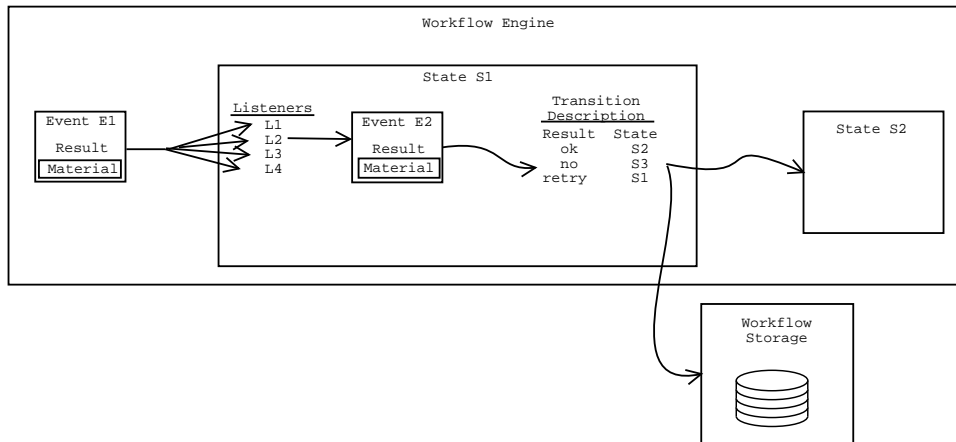 Workflow Engine
State S1
Event E1
Result
Material
Listeners
L1
L2
L3
L4
Event E2
Result
Material
Transition
Description
Result State
ok S2
no S3
retry S1
State S2
Workflow
Storage